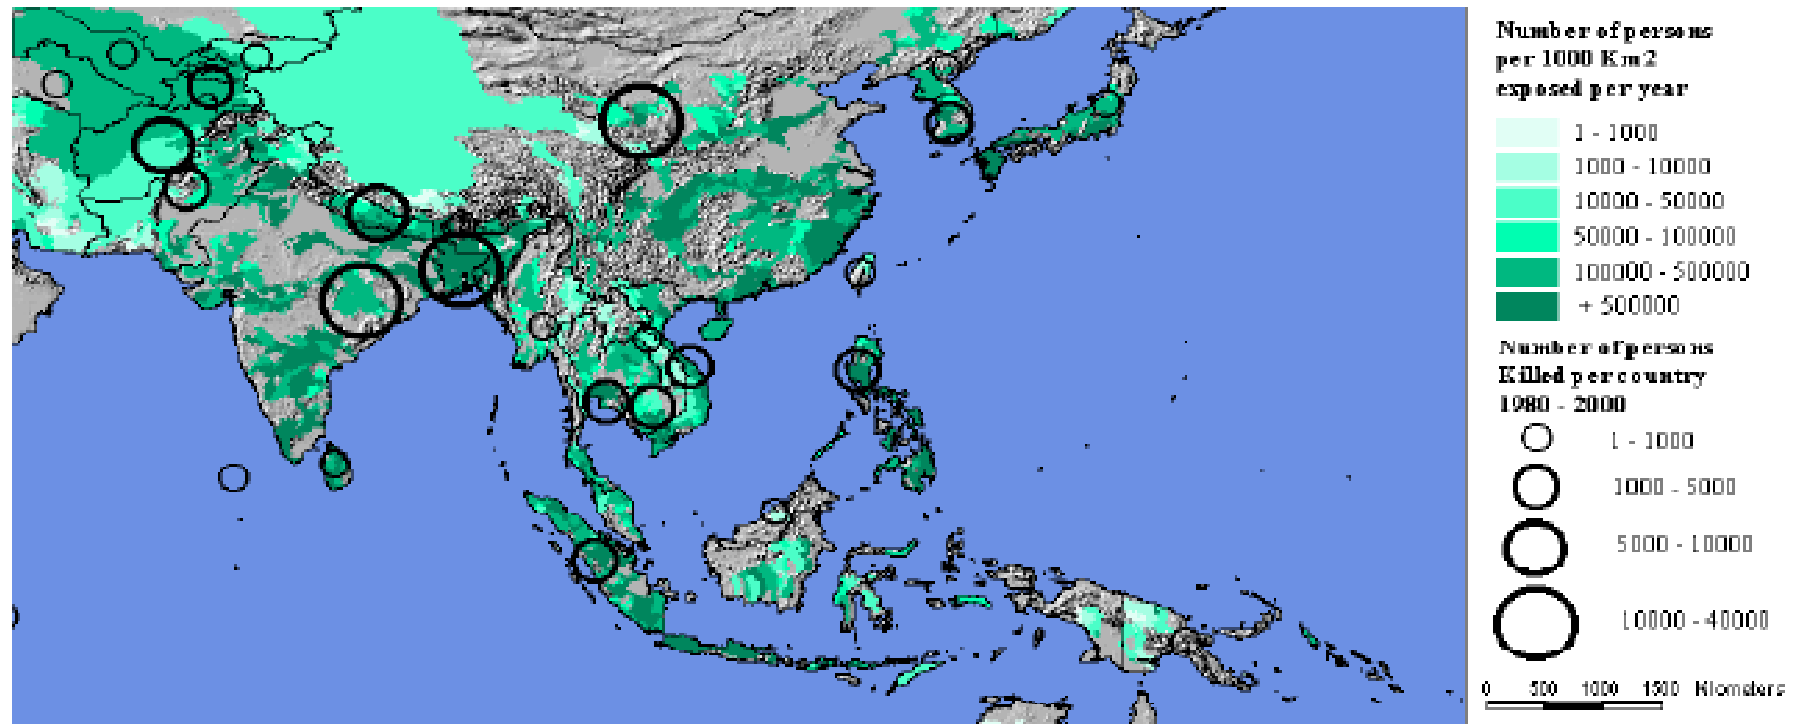 Number of persons
per 1000 Km2
exposed per year
1 - 1000
1000 - 10000
10000 - 50000
50000 - 100000
100000 - 500000
+ 500000
Number of persons
Killed per country
1980 - 2000
1 - 1000
1000 - 5000
5000 - 10000
10000 - 40000
0 500 1000 1500 Kilometers